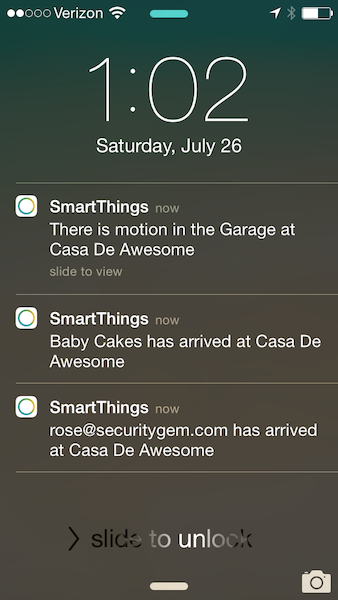 Verizon
1:02
Saturday, July 26
SmartThings now
There is motion in the Garage at
Casa De Awesome
slide to view
SmartThings now
Baby Cakes has arrived at Casa De
Awesome
SmartThings now
rose@securitygem.com has arrived
at Casa De Awesome
slide to unlock